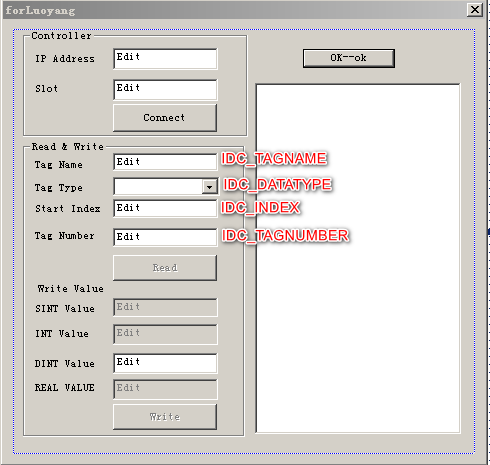 forLuoyang
Controller
IP Address Edit
OK--ok
Slot Edit
Connect
Read & Write
Tag Name Edit IDC_TAGNAME
Tag Type IDC_DATATYPE
Start Index Edit IDC_INDEX
Tag Number Edit IDC_TAGNUMBER
Read
Write Value
SINT Value Edit
INT Value Edit
DINT Value Edit
REAL VALUE Edit
Write